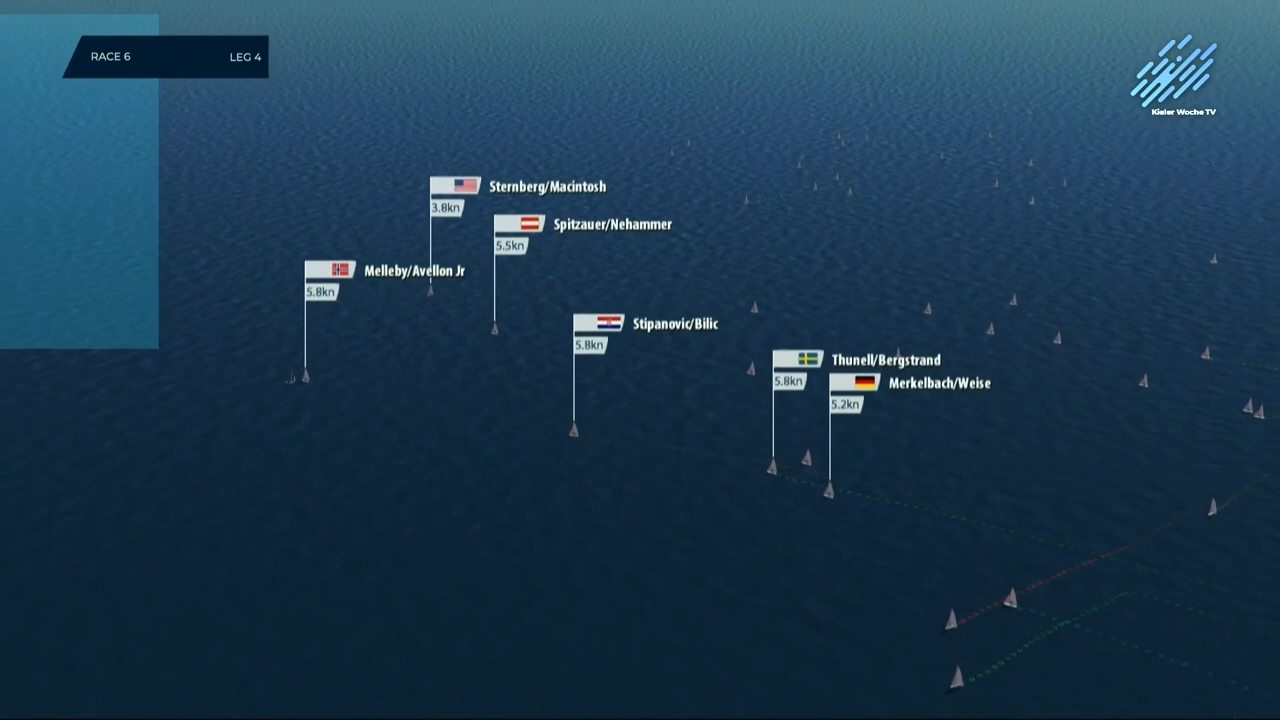 RACE 6 LEG 4
Kieler Woche TV
Sternberg/Macintosh
3.8kn
Spitzauer/Nehammer
5.5kn
Melleby/Avellon Jr
5.8kn
Stipanovic/Bilic
5.8kn
Thunell/Bergstrand
5.8kn
Merkelbach/Weise
5.2kn